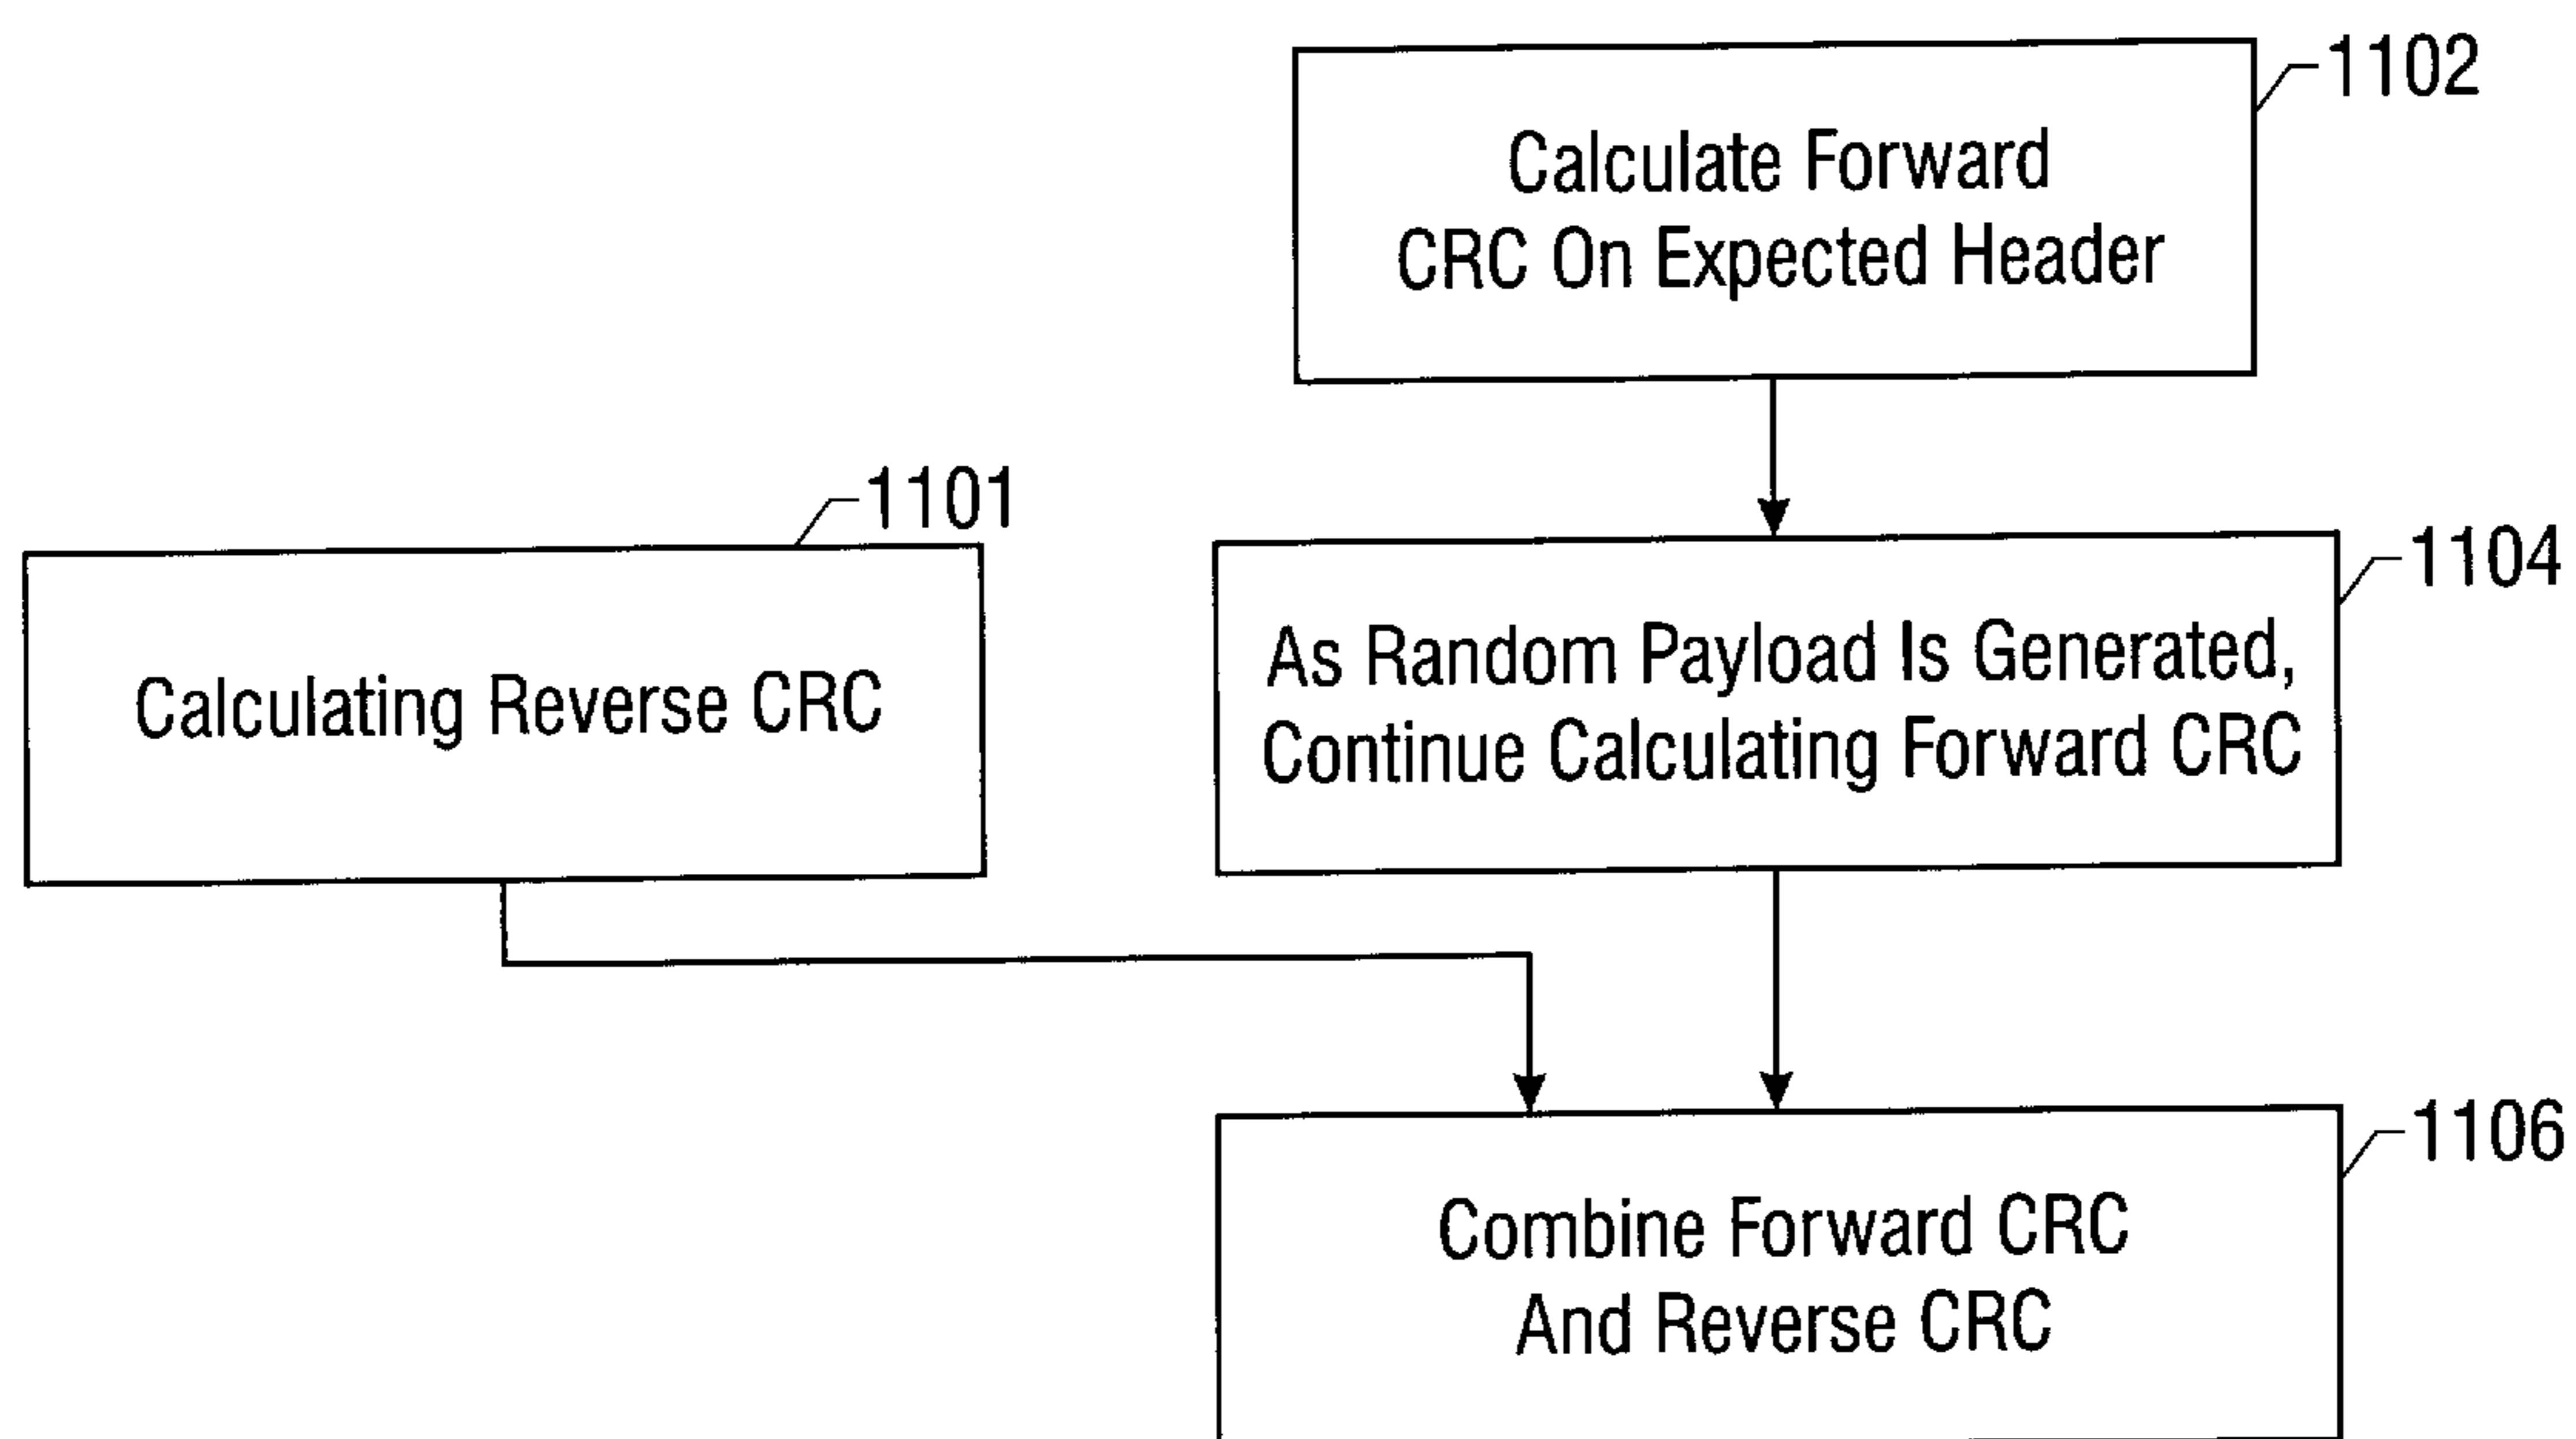 1102
Calculate Forward
CRC On Expected Header
1101
Calculating Reverse CRC
1104
As Random Payload Is Generated,
Continue Calculating Forward CRC
1106
Combine Forward CRC
And Reverse CRC